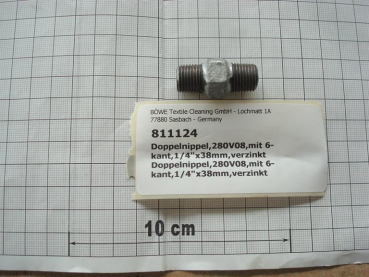 BÖWE Textile Cleaning GmbH - Lochmatt 1A
77880 Sasbach - Germany
811124
Doppelnippel,280V08,mit 6-
kant,1/4"x38mm,verzinkt
Doppelnippel,280V08,mit 6-
kant,1/4"x38mm,verzinkt
10 cm